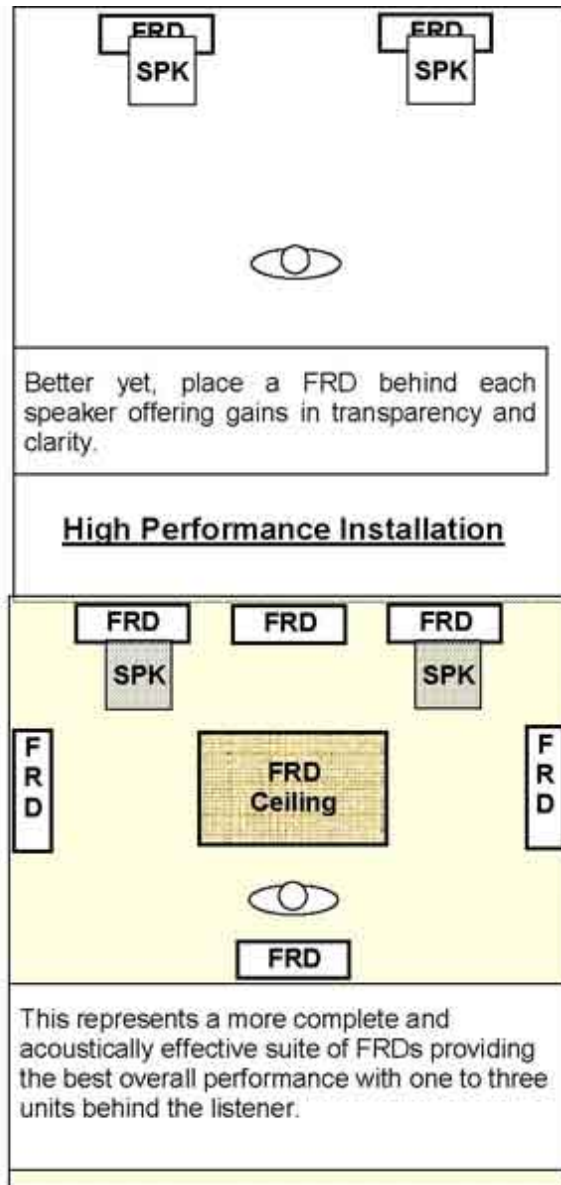 FRD FRD
SPK SPK
Better yet, place a FRD behind each
speaker offering gains in transparency and
clarity.
High Performance Installation
FRD FRD FRD
SPK SPK
F
R
D
FRD
Ceiling
F
R
D
FRD
This represents a more complete and
acoustically effective suite of FRDs providing
the best overall performance with one to three
units behind the listener.